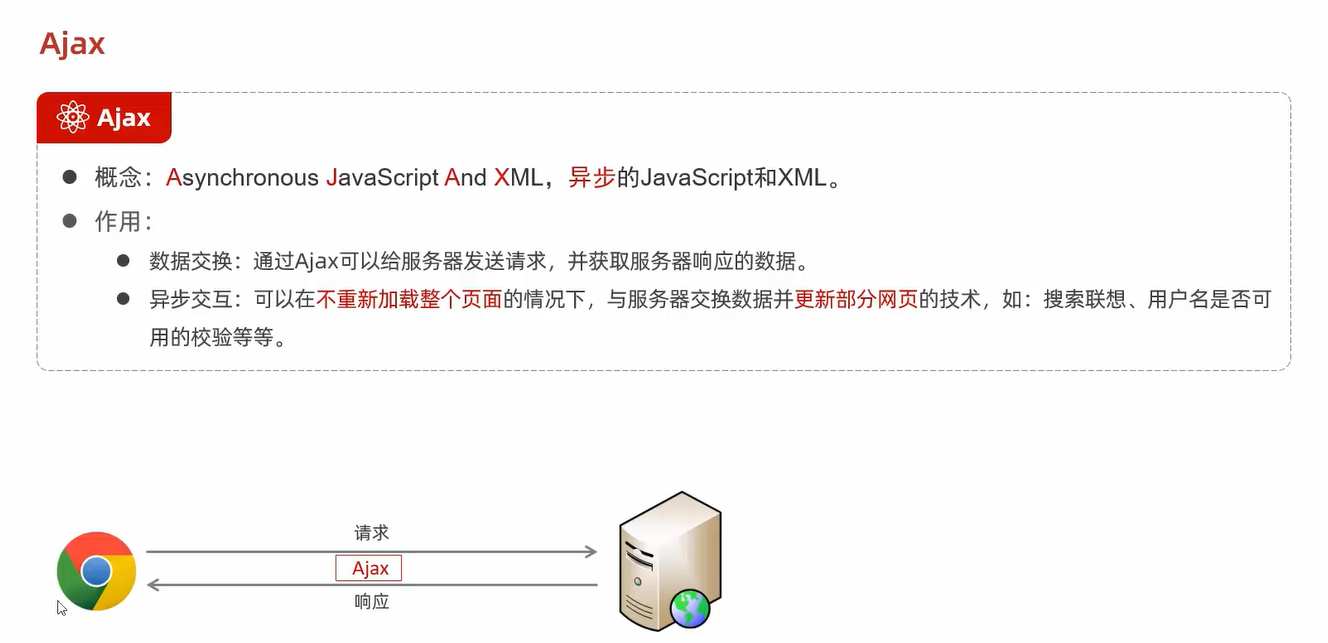 Ajax
Ajax
概念：Asynchronous JavaScript And XML，异步的JavaScript和XML。
作用：
数据交换：通过Ajax可以给服务器发送请求，并获取服务器响应的数据。
异步交互：可以在不重新加载整个页面的情况下，与服务器交换数据并更新部分网页的技术，如：搜索联想、用户名是否可
用的校验等等。
请求
Ajax
响应